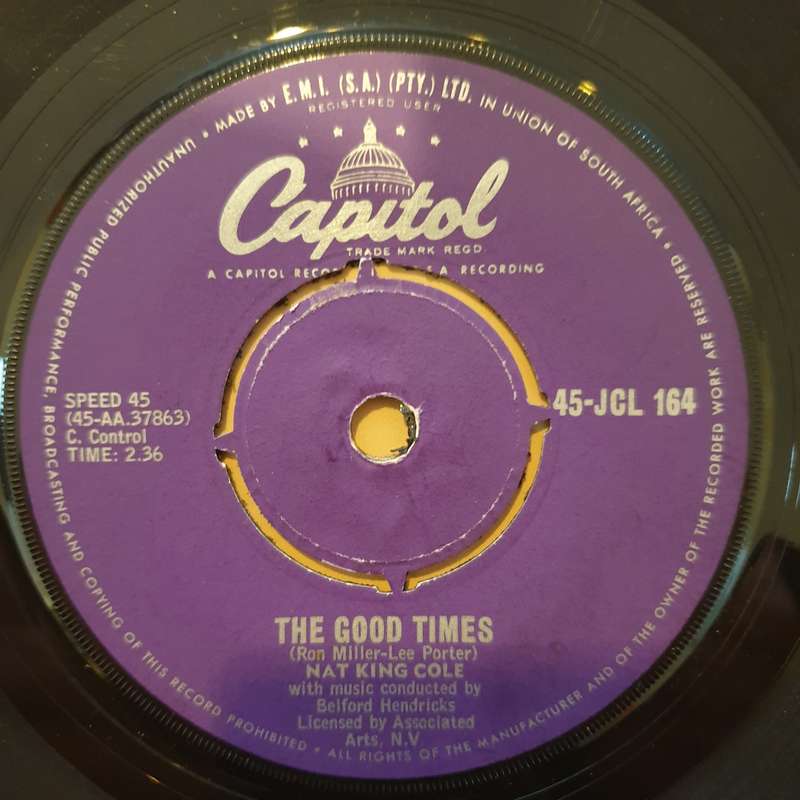 MADE BY E.M.I. (S.A.) (PTY.) LTD. IN UNION OF SOUTH AFRICA • ALL RIGHTS OF THE MANUFACTURER AND OF THE OWNER OF THE RECORDED WORK ARE RESERVED • UNAUTHORIZED PUBLIC PERFORMANCE, BROADCASTING AND COPYING OF THIS RECORD PROHIBITED •
REGISTERED USER
Capitol
TRADE MARK REGD.
A CAPITOL RECORDING
SPEED 45
(45-AA.37863)
C. Control
TIME: 2.36
45-JCL 164
THE GOOD TIMES
(Ron Miller-Lee Porter)
NAT KING COLE
with music conducted by
Belford Hendricks
Licensed by Associated
Arts, N.V.